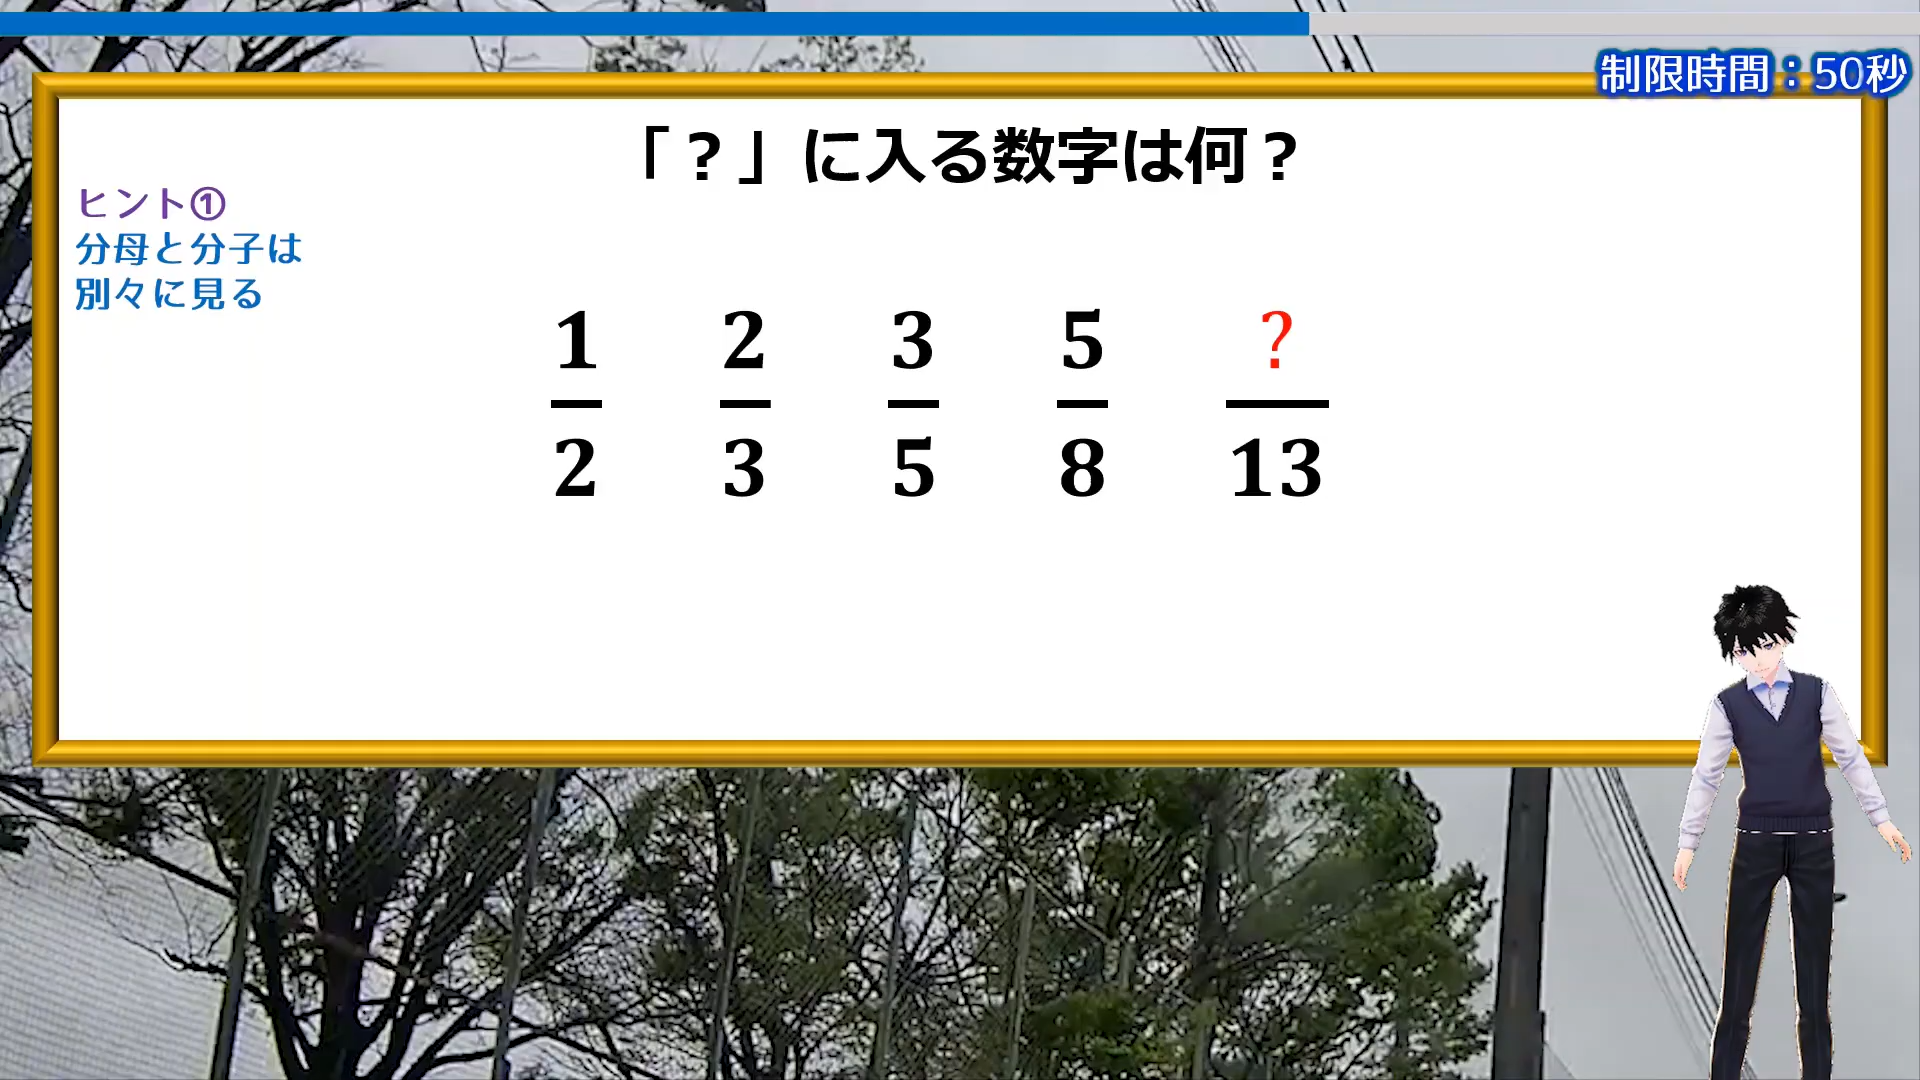 制限時間：50秒
「？」に入る数字は何？
ヒント①
分母と分子は
別々に見る
1 2 3 5 ?
2 3 5 8 13